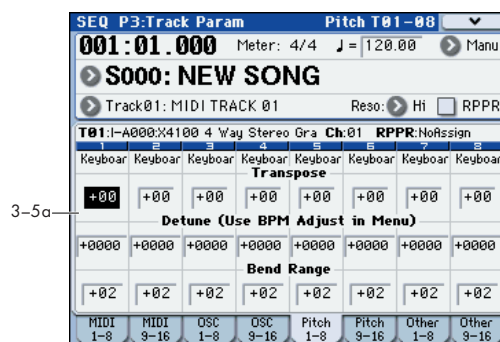 SEQ P3:Track Param Pitch T01-08
001:01.000 Meter: 4/4 ♩=120.00 Manu
S000: NEW SONG
Track01: MIDI TRACK 01 Reso: Hi RPPR
T01:I-A000:X4100 4 Way Stereo Gra Ch:01 RPPR:NoAssign
1 2 3 4 5 6 7 8
Keyboar Keyboar Keyboar Keyboar Keyboar Keyboar Keyboar Keyboar
Transpose
+00 +00 +00 +00 +00 +00 +00 +00
3–5a
Detune (Use BPM Adjust in Menu)
+0000 +0000 +0000 +0000 +0000 +0000 +0000 +0000
Bend Range
+02 +02 +02 +02 +02 +02 +02 +02
MIDI 1-8 MIDI 9-16 OSC 1-8 OSC 9-16 Pitch 1-8 Pitch 9-16 Other 1-8 Other 9-16